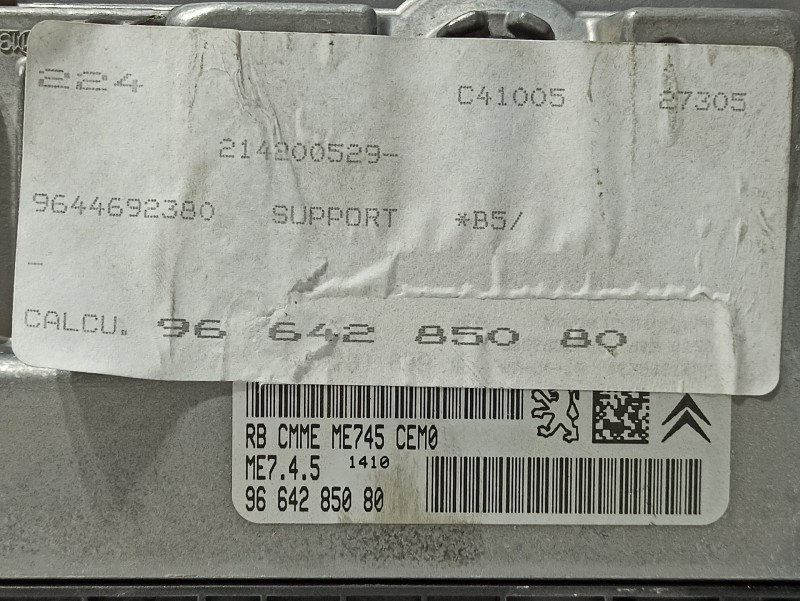 224 C41005 27305
214200529-
9644692380 SUPPORT *B5/
-
CALCU. 96 642 850 80
RB CMME ME745 CEM0
ME7.4.5 1410
96 642 850 80